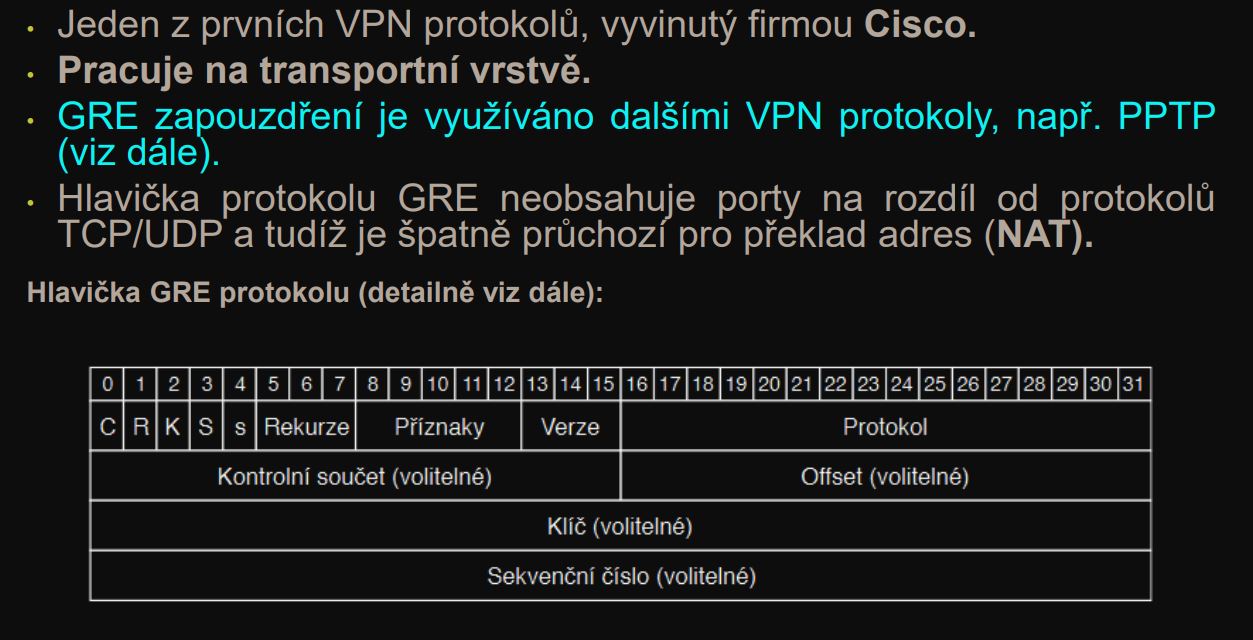 • Jeden z prvních VPN protokolů, vyvinutý firmou Cisco.
• Pracuje na transportní vrstvě.
• GRE zapouzdření je využíváno dalšími VPN protokoly, např. PPTP
(viz dále).
• Hlavička protokolu GRE neobsahuje porty na rozdíl od protokolů
TCP/UDP a tudíž je špatně průchozí pro překlad adres (NAT).
Hlavička GRE protokolu (detailně viz dále):
0 1 2 3 4 5 6 7 8 9 10 11 12 13 14 15 16 17 18 19 20 21 22 23 24 25 26 27 28 29 30 31
C R K S s Rekurze Příznaky Verze Protokol
Kontrolní součet (volitelné) Offset (volitelné)
Klíč (volitelné)
Sekvenční číslo (volitelné)